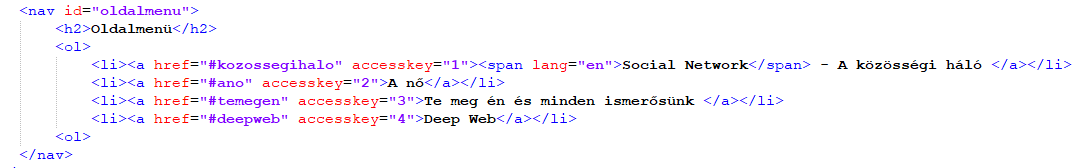 <nav id="oldalmenu">
<h2>Oldalmenü</h2>
<ol>
<li><a href="#kozossegihalo" accesskey="1"><span lang="en">Social Network</span> - A közösségi háló </a></li>
<li><a href="#ano" accesskey="2">A nő</a></li>
<li><a href="#temegen" accesskey="3">Te meg én és minden ismerősünk </a></li>
<li><a href="#deepweb" accesskey="4">Deep Web</a></li>
<ol>
</nav>